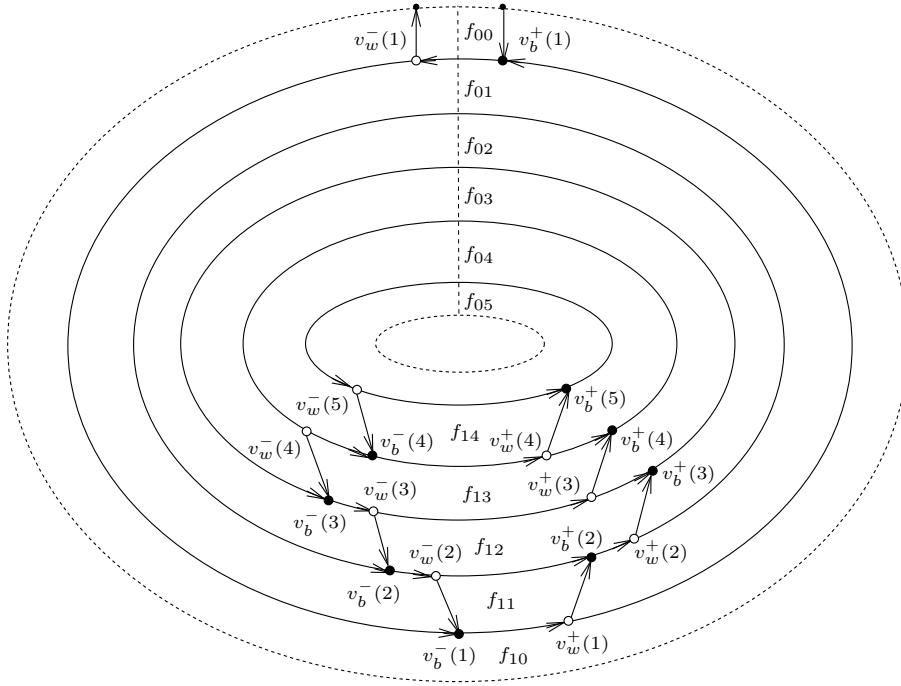 v_w^-(1) f_{00} v_b^+(1)
f_{01}
f_{02}
f_{03}
f_{04}
f_{05}
v_w^-(5) v_b^+(5)
v_w^-(4) v_b^-(4) f_{14} v_w^+(4) v_b^+(4)
v_b^-(3) v_w^-(3) f_{13} v_w^+(3) v_b^+(3)
v_b^-(2) v_w^-(2) f_{12} v_b^+(2) v_w^+(2)
f_{11}
v_b^-(1) f_{10} v_w^+(1)